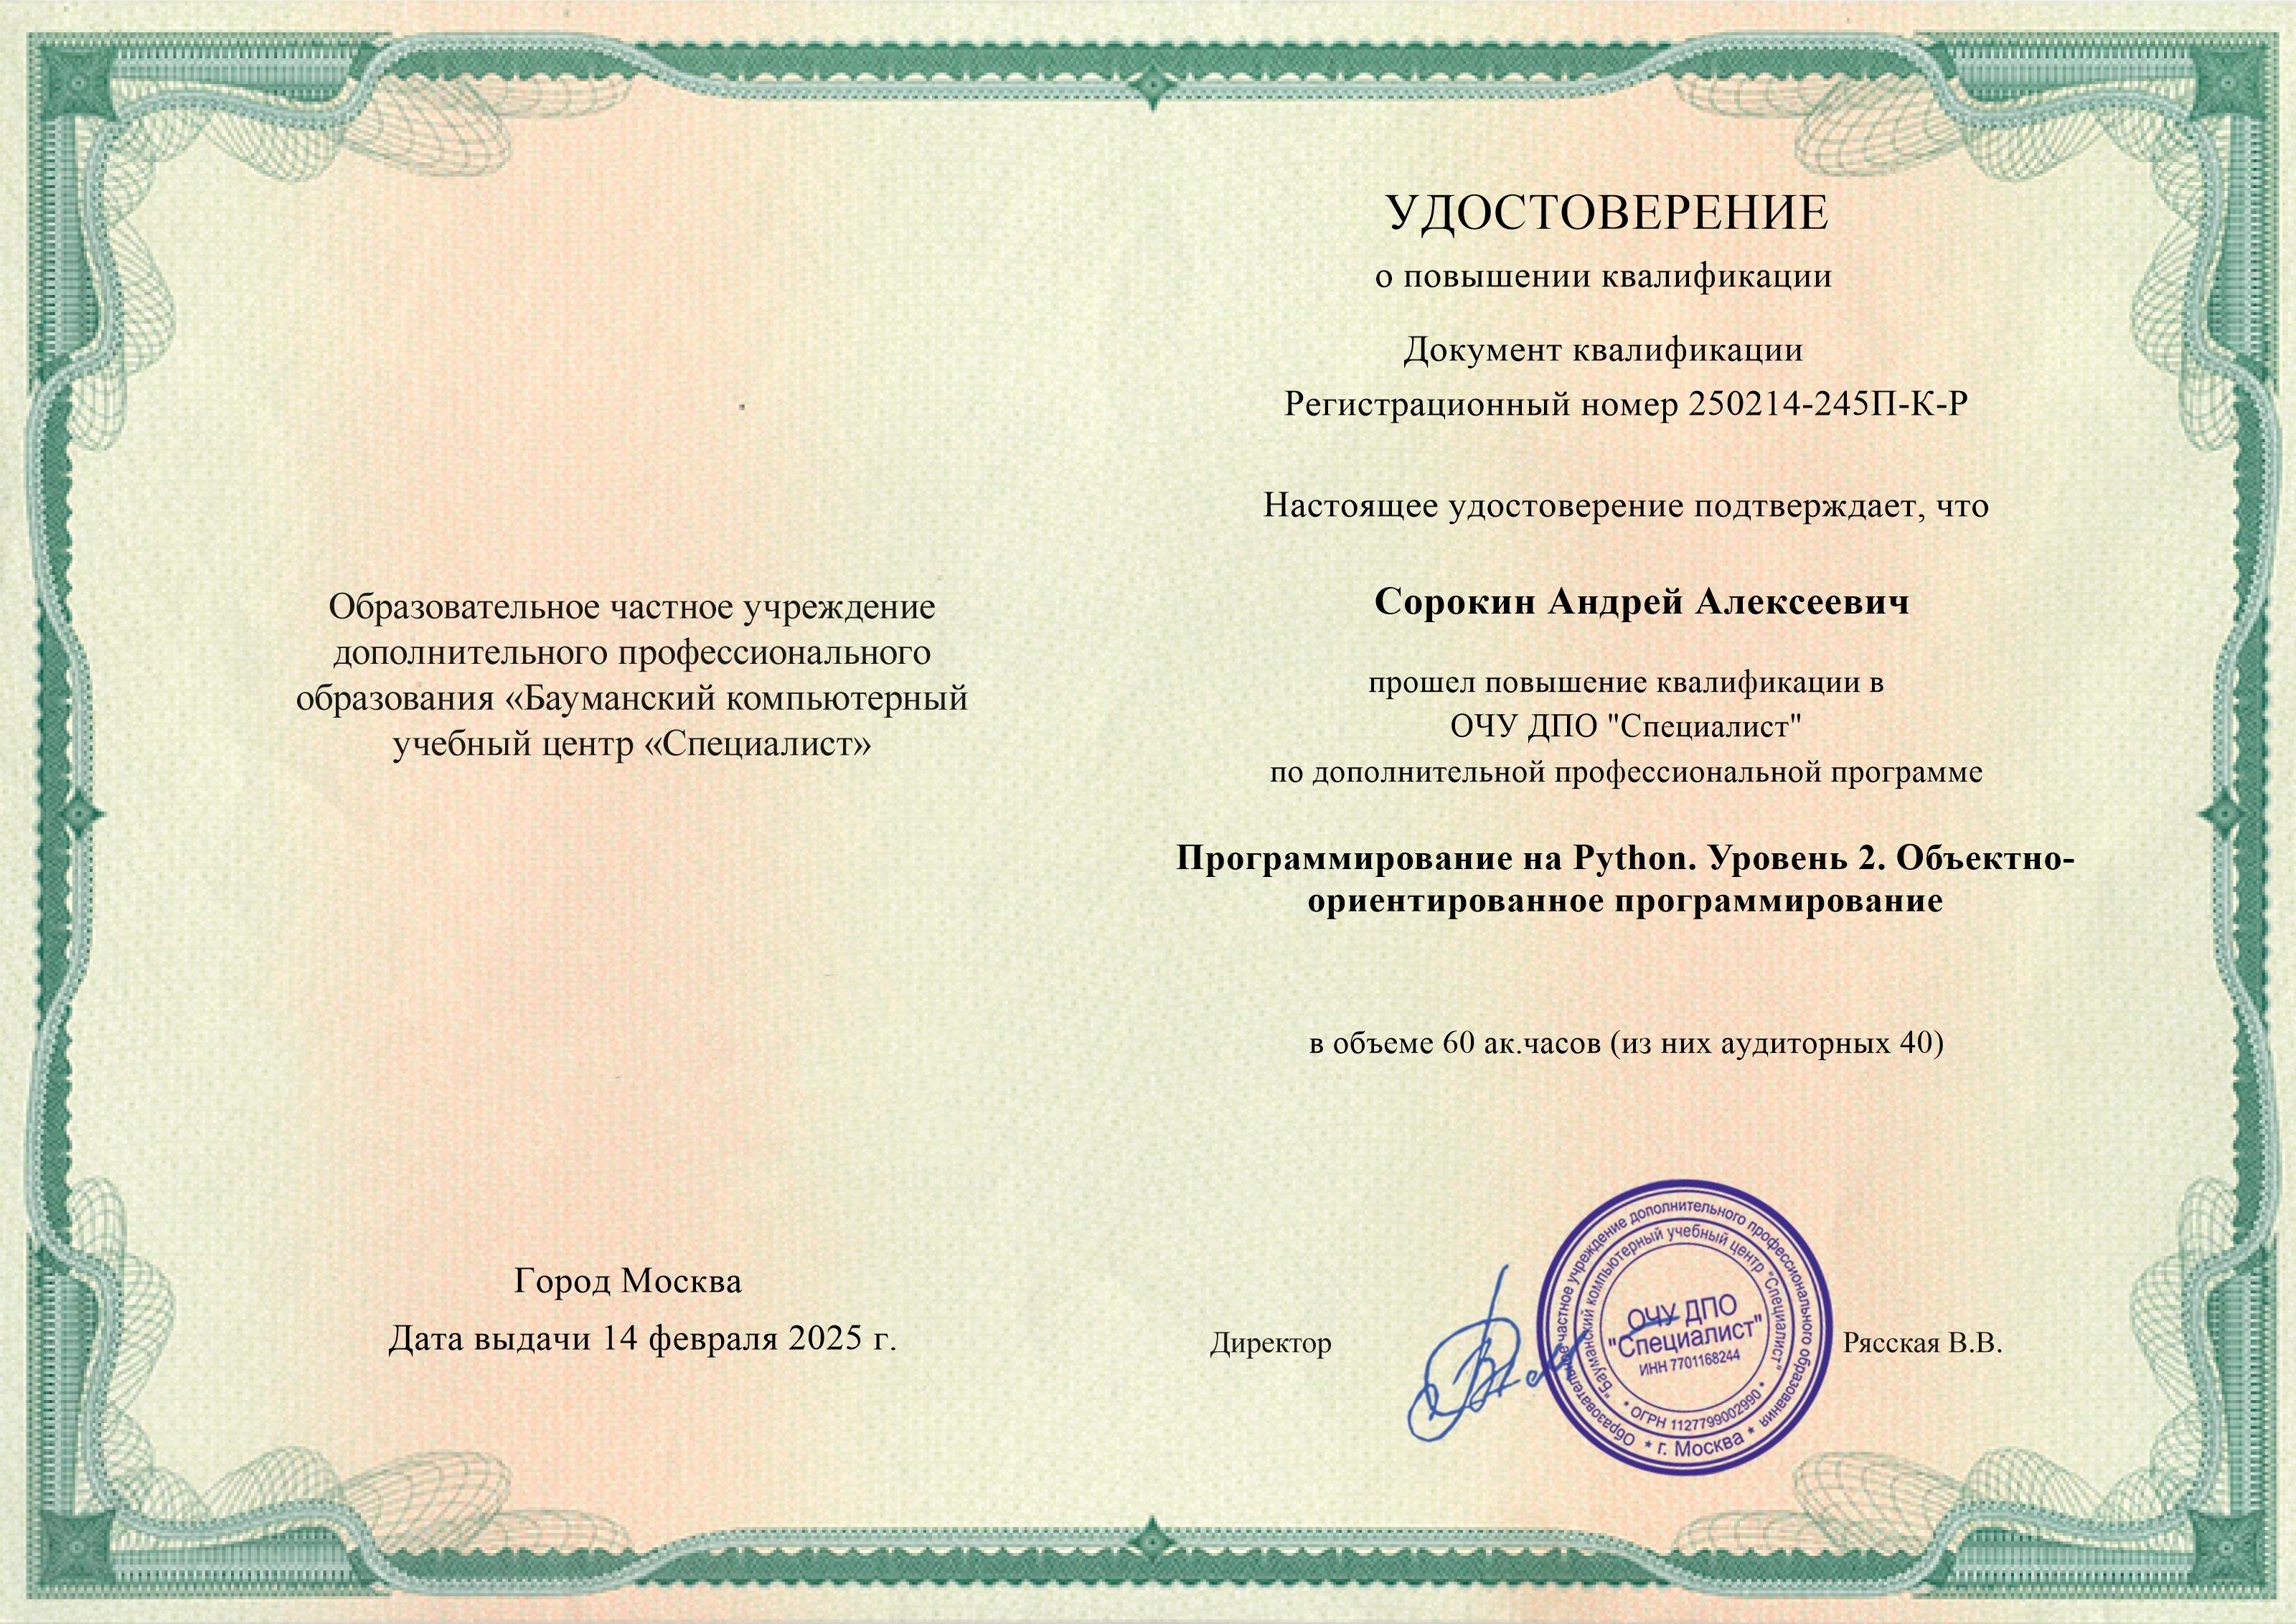 Образовательное частное учреждение
дополнительного профессионального
образования «Бауманский компьютерный
учебный центр «Специалист»
Город Москва
Дата выдачи 14 февраля 2025 г.
УДОСТОВЕРЕНИЕ
о повышении квалификации
Документ квалификации
Регистрационный номер 250214-245П-К-Р
Настоящее удостоверение подтверждает, что
Сорокин Андрей Алексеевич
прошел повышение квалификации в
ОЧУ ДПО "Специалист"
по дополнительной профессиональной программе
Программирование на Python. Уровень 2. Объектно-
ориентированное программирование
в объеме 60 ак.часов (из них аудиторных 40)
Директор
Рясская В.В.
Образовательное частное учреждение дополнительного профессионального образования
* г. Москва *
"Бауманский компьютерный учебный центр "Специалист"
* ОГРН 1127799002990 *
ОЧУ ДПО
"Специалист"
ИНН 7701168244